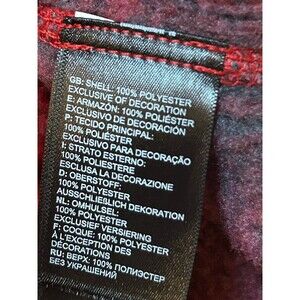 GB: SHELL: 100% POLYESTER
EXCLUSIVE OF DECORATION
E: ARMAZÓN: 100% POLIÉSTER
EXCLUSIVO DE DECORACIÓN
P: TECIDO PRINCIPAL:
100% POLIÉSTER
EXCLUSIVO PARA DECORAÇÃO
I: STRATO ESTERNO:
100% POLIESTERE
ESCLUSA LA DECORAZIONE
D: OBERSTOFF:
100% POLYESTER
AUSSCHLIEẞLICH DEKORATION
NL: OMHULSEL:
100% POLYESTER
EXCLUSIEF VERSIERING
F: COQUE: 100% POLYESTER
À L'EXCEPTION DES
DÉCORATIONS
RU: ВЕРХ: 100% ПОЛИЭСТЕР
БЕЗ УКРАШЕНИЙ